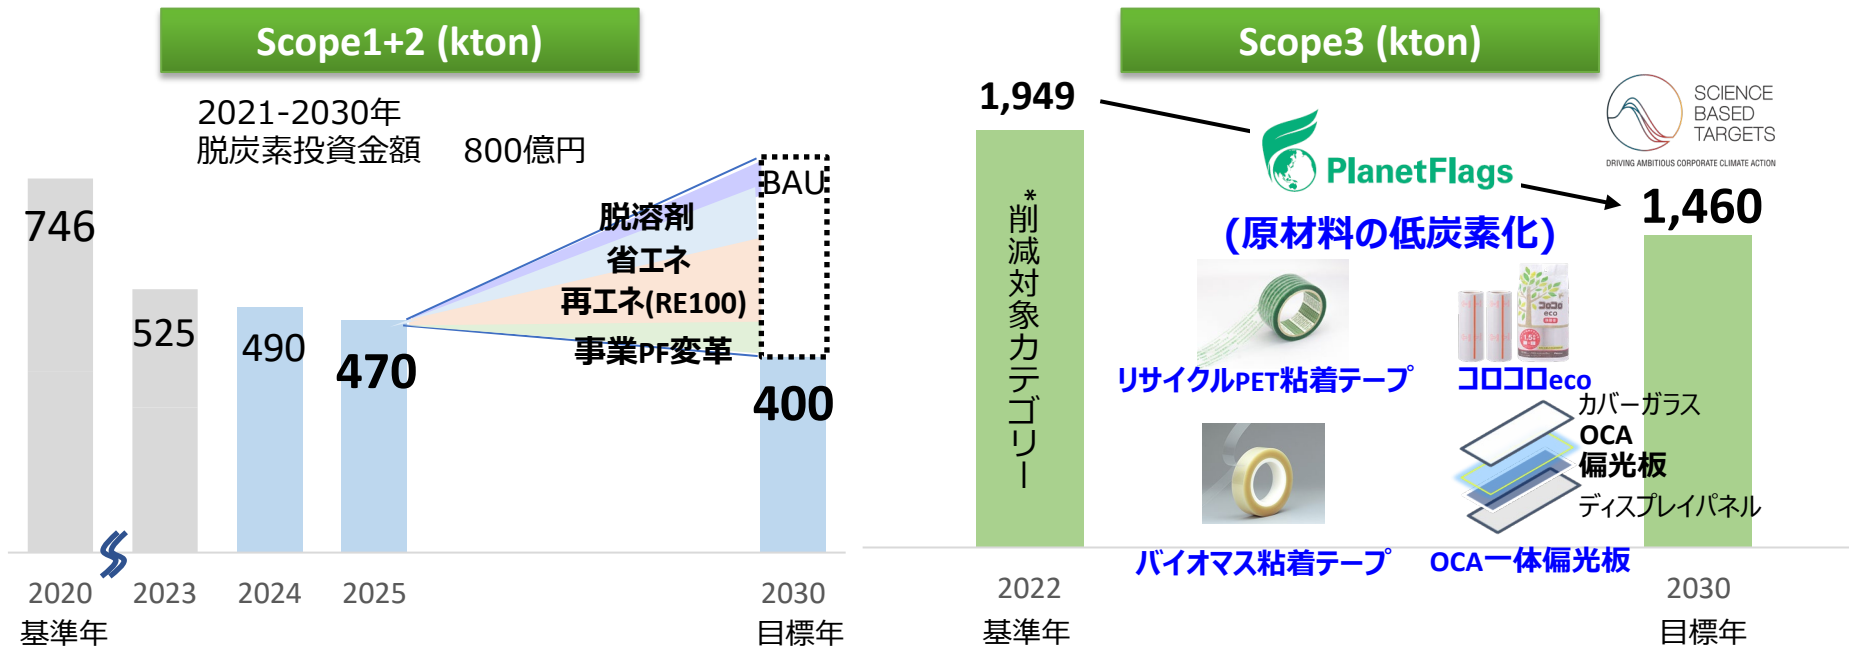 Scope1+2 (kton)
2021-2030年
脱炭素投資金額 800億円
746
525
490
470
BAU
脱溶剤
省エネ
再エネ(RE100)
事業PF変革
400
2020
2023
2024
2025
2030
基準年
目標年
Scope3 (kton)
1,949
PlanetFlags
SCIENCE
BASED
TARGETS
DRIVING AMBITIOUS CORPORATE CLIMATE ACTION
1,460
(原材料の低炭素化)
*削減対象カテゴリー
コロコロ
eco
リサイクルPET粘着テープ
コロコロeco
カバーガラス
OCA
偏光板
ディスプレイパネル
バイオマス粘着テープ
OCA一体偏光板
2022
2030
基準年
目標年